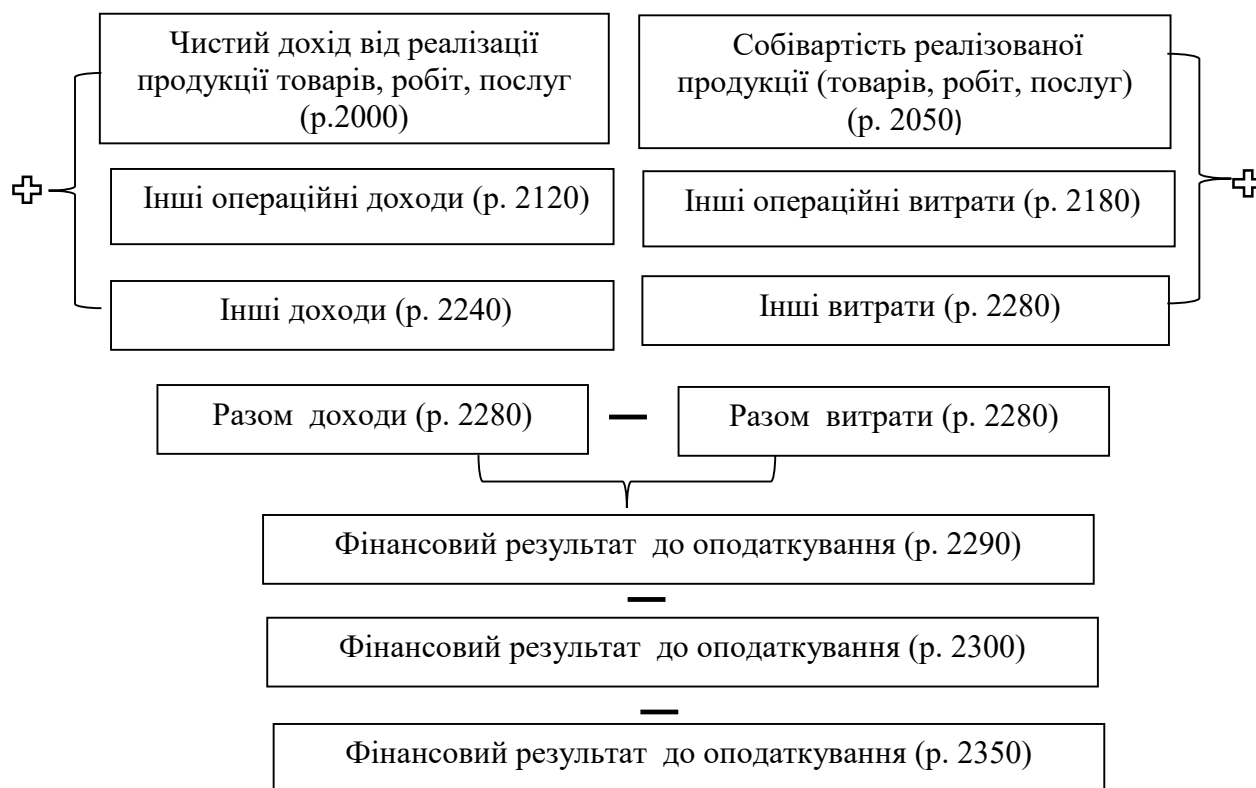 Чистий дохід від реалізації
продукції товарів, робіт, послуг
(р.2000)
Собівартість реалізованої
продукції (товарів, робіт, послуг)
(р. 2050)
Інші операційні доходи (р. 2120)
Інші операційні витрати (р. 2180)
Інші доходи (р. 2240)
Інші витрати (р. 2280)
Разом доходи (р. 2280)
Разом витрати (р. 2280)
Фінансовий результат до оподаткування (р. 2290)
Фінансовий результат до оподаткування (р. 2300)
Фінансовий результат до оподаткування (р. 2350)